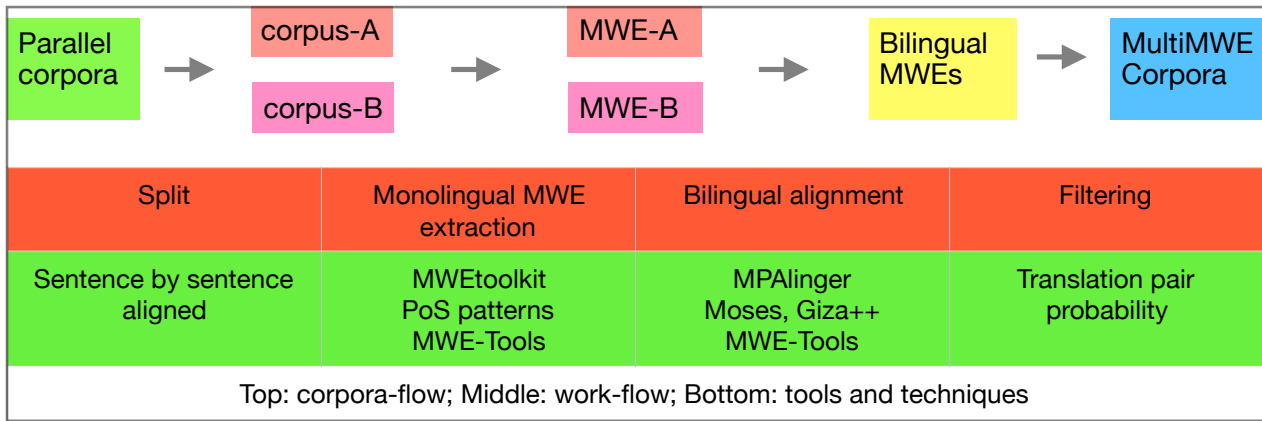 Parallel
corpora
corpus-A
corpus-B
MWE-A
MWE-B
Bilingual
MWEs
MultiMWE
Corpora
Split
Monolingual MWE
extraction
Bilingual alignment
Filtering
Sentence by sentence
aligned
MWEtoolkit
PoS patterns
MWE-Tools
MPAlinger
Moses, Giza++
MWE-Tools
Translation pair
probability
Top: corpora-flow; Middle: work-flow; Bottom: tools and techniques